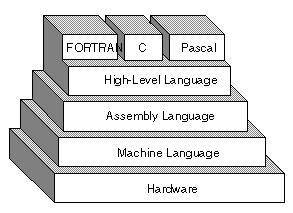 FORTRAN C Pascal
High-Level Language
Assembly Language
Machine Language
Hardware